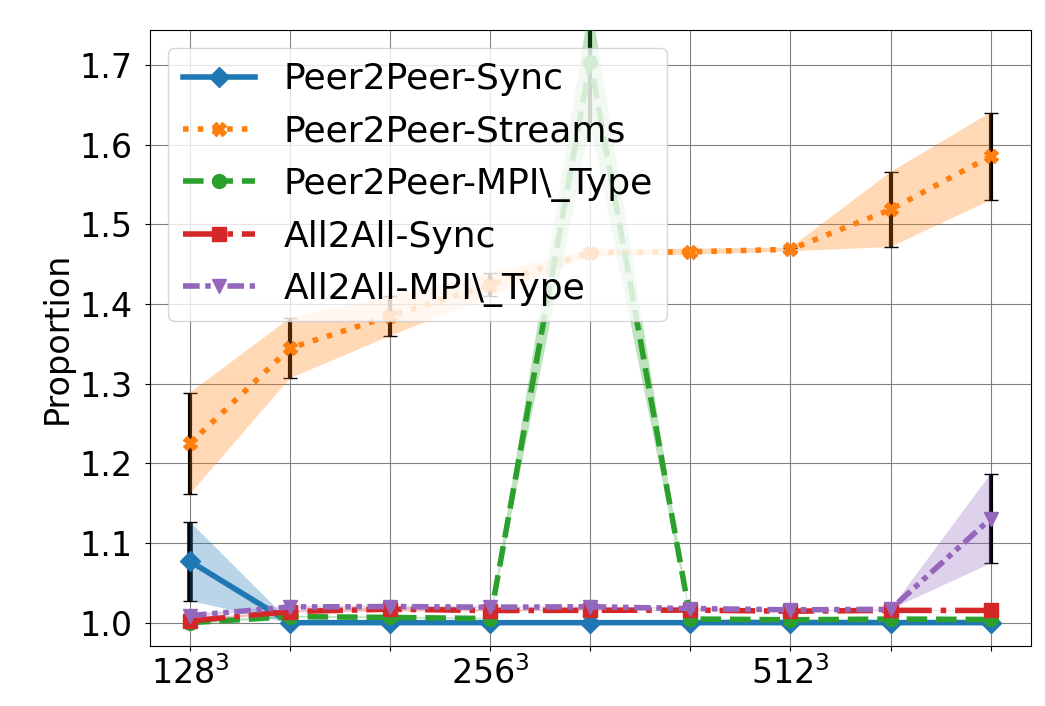 1.7
1.6
1.5
1.4
1.3
1.2
1.1
1.0
Proportion
Peer2Peer-Sync
Peer2Peer-Streams
Peer2Peer-MPI\_Type
All2All-Sync
All2All-MPI\_Type
128³
256³
512³